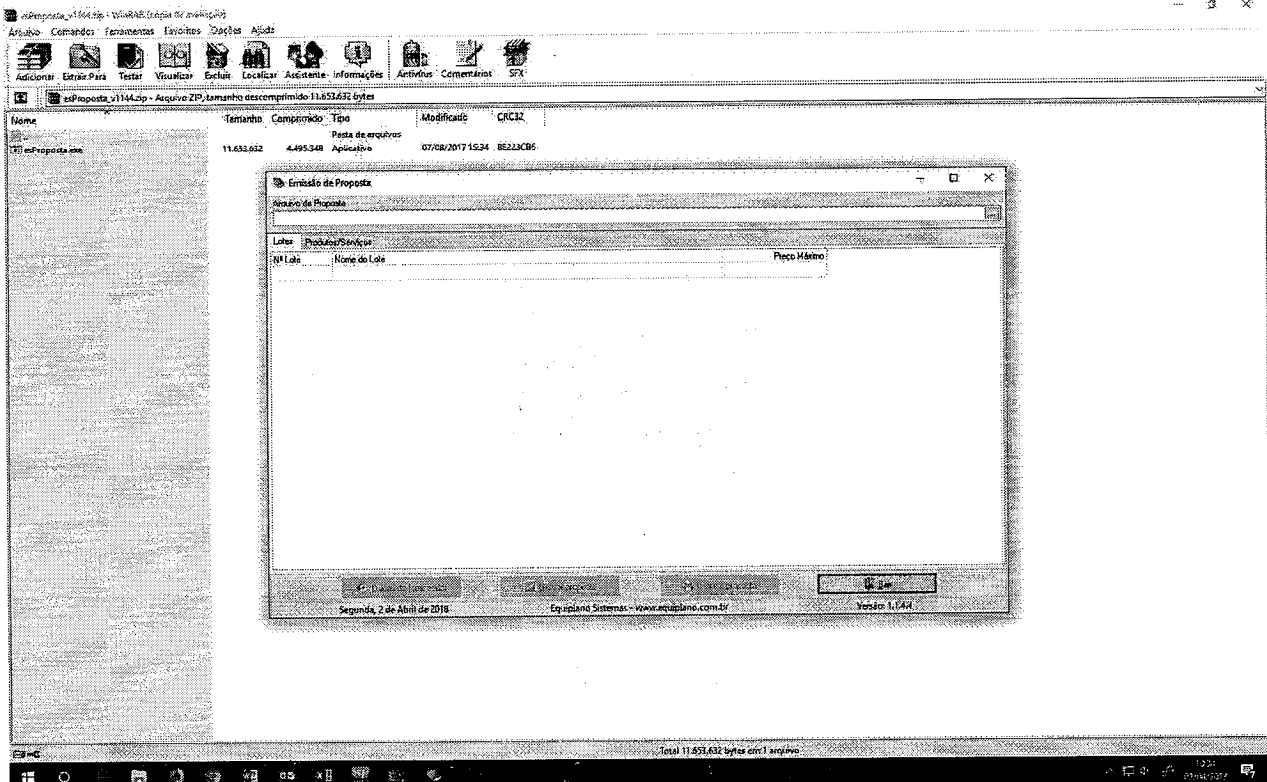 esProposta_v1144.zip - WinRAR (cópia de avaliação)
Arquivo Comandos Ferramentas Favoritos Opções Ajuda
Adicionar Extrair Para Testar Visualizar Excluir Localizar Assistente Informações Antivírus Comentários SFX
esProposta_v1144.zip - Arquivo ZIP, tamanho descomprimido 11.653.632 bytes
Nome Tamanho Comprimido Tipo Modificado CRC32
..
Pasta de arquivos
esProposta.exe 11.653.632 4.495.348 Aplicativo 07/08/2017 15:34 8E223CB5
Emissão de Proposta
Arquivo de Proposta
Lotes Produtos/Serviços
Nº Lote Nome do Lote Preço Máximo
Segunda, 2 de Abril de 2018 Equiplano Sistemas - www.equiplano.com.br Versão: 1.1.4.4
Total 11.653.632 bytes em 1 arquivo